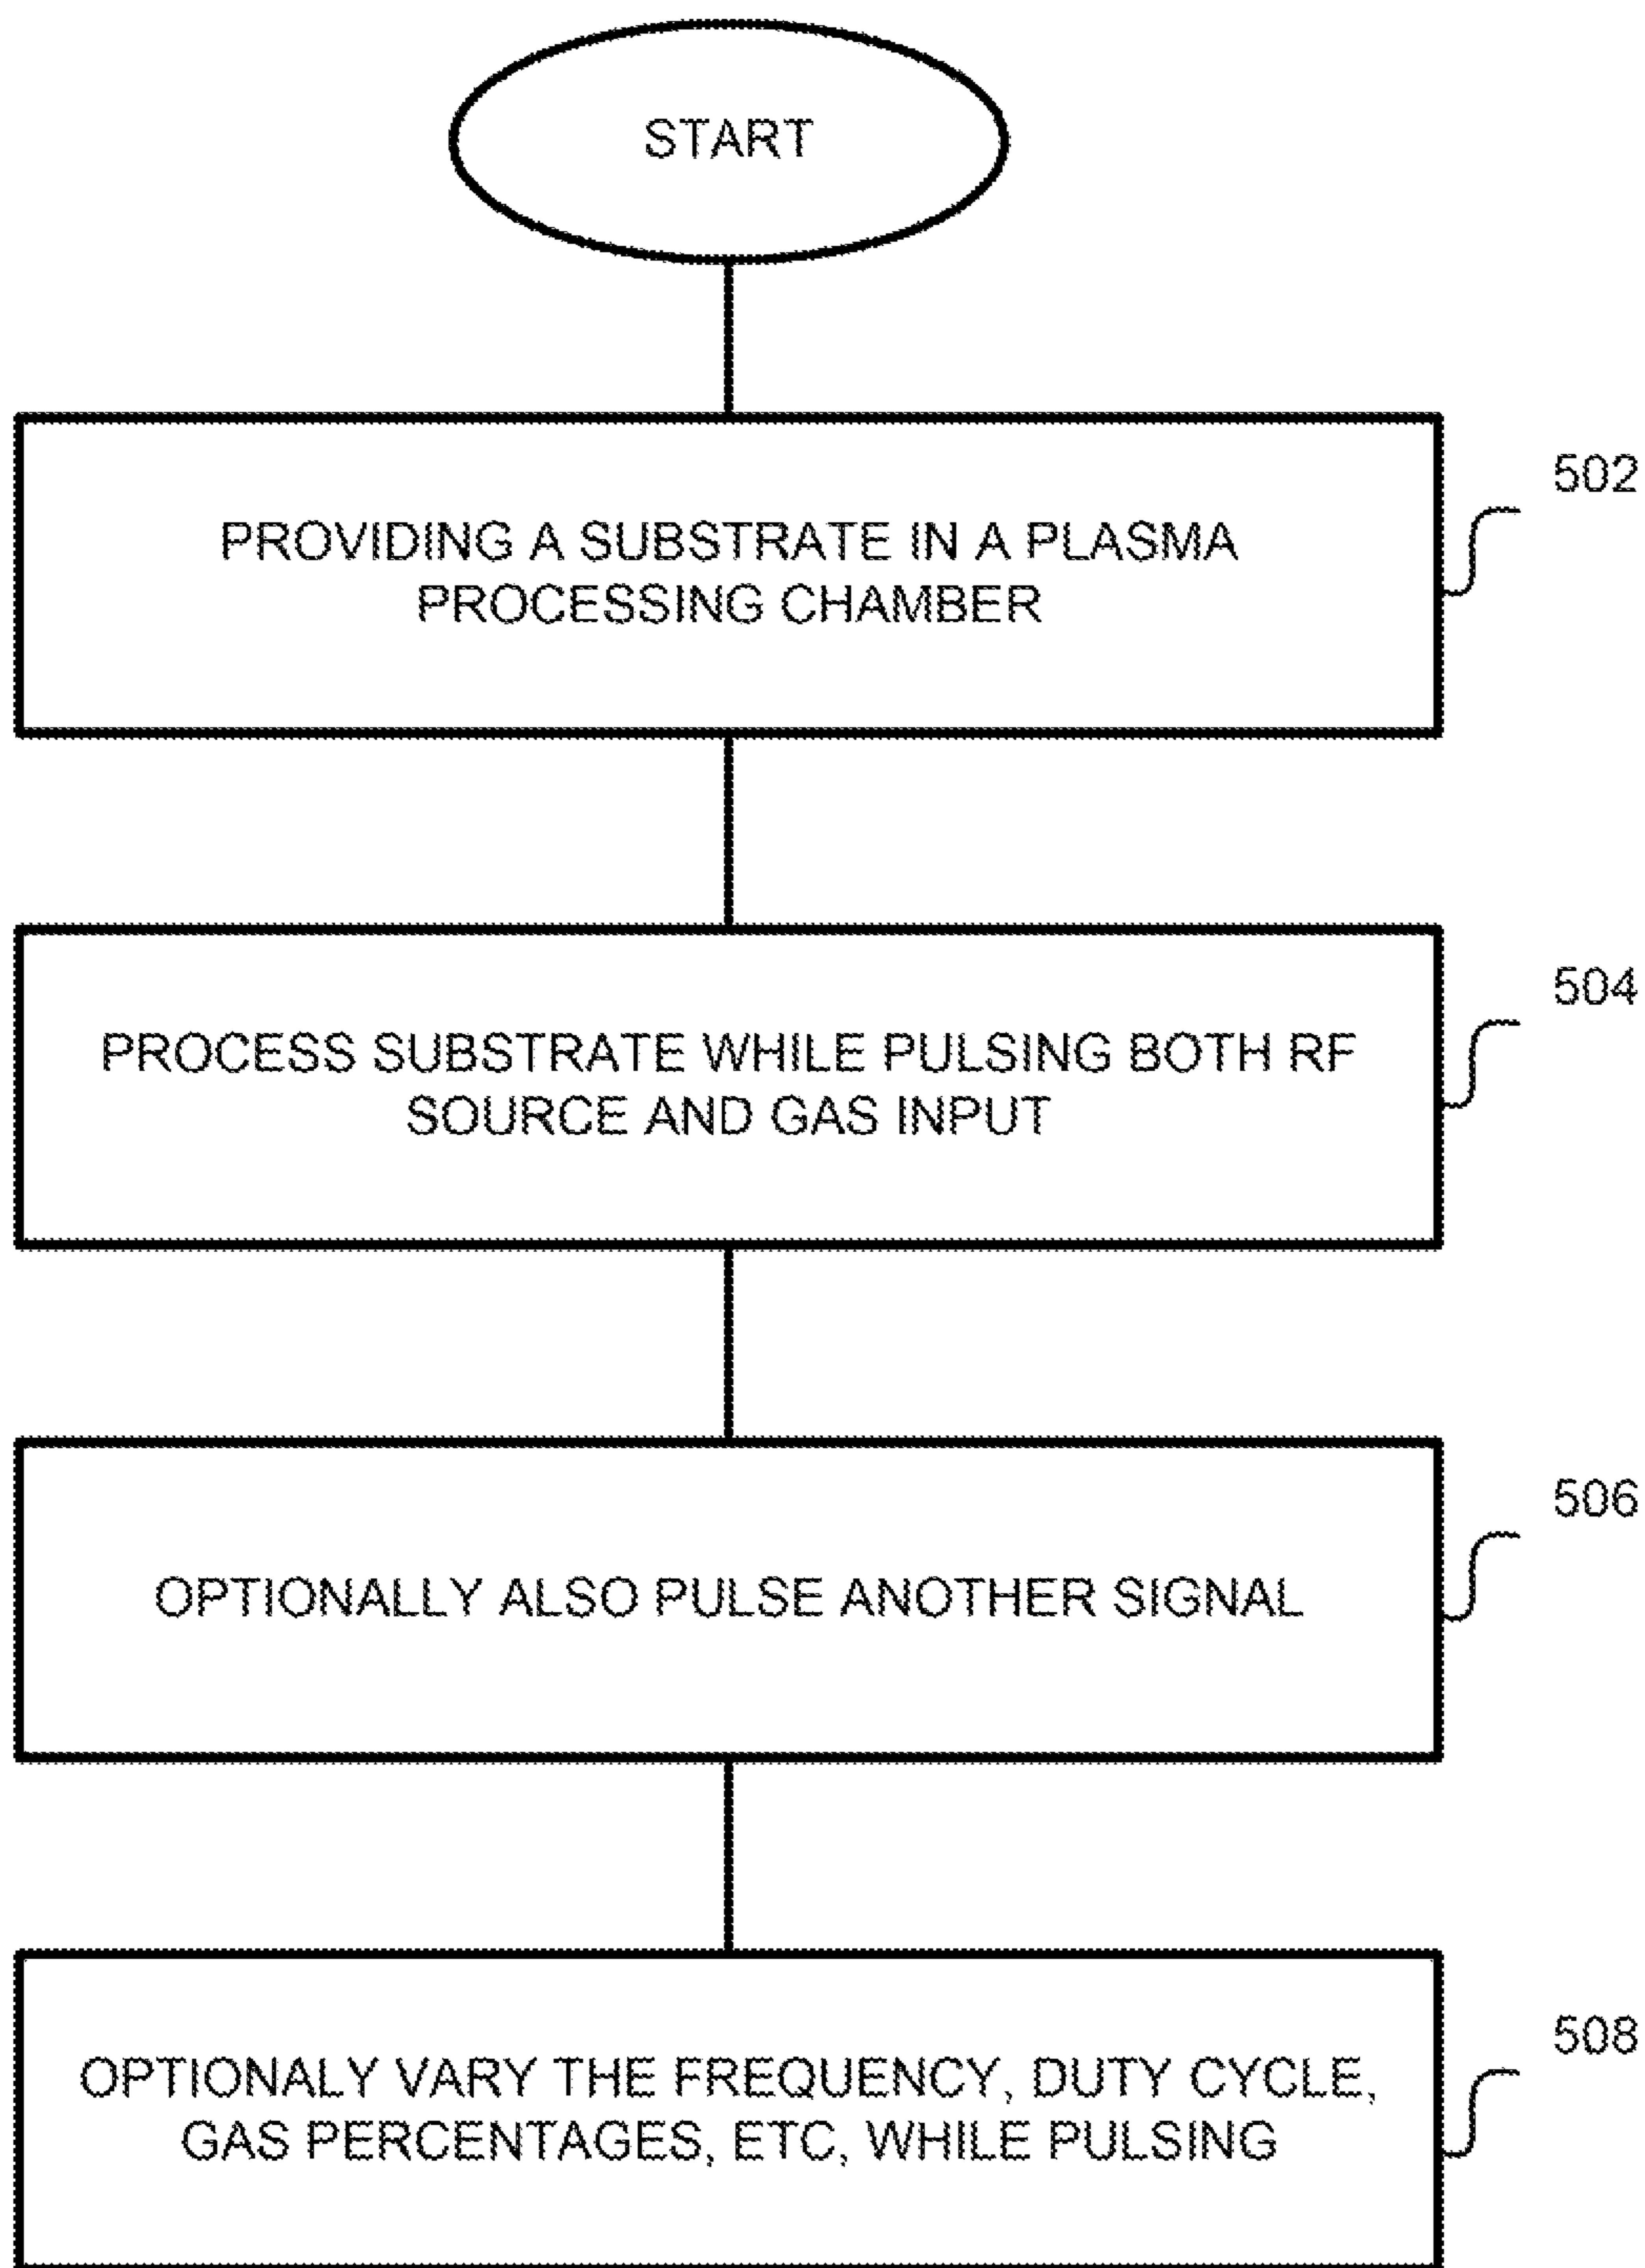 START
502
PROVIDING A SUBSTRATE IN A PLASMA
PROCESSING CHAMBER
504
PROCESS SUBSTRATE WHILE PULSING BOTH RF
SOURCE AND GAS INPUT
506
OPTIONALLY ALSO PULSE ANOTHER SIGNAL
508
OPTIONALY VARY THE FREQUENCY, DUTY CYCLE,
GAS PERCENTAGES, ETC, WHILE PULSING